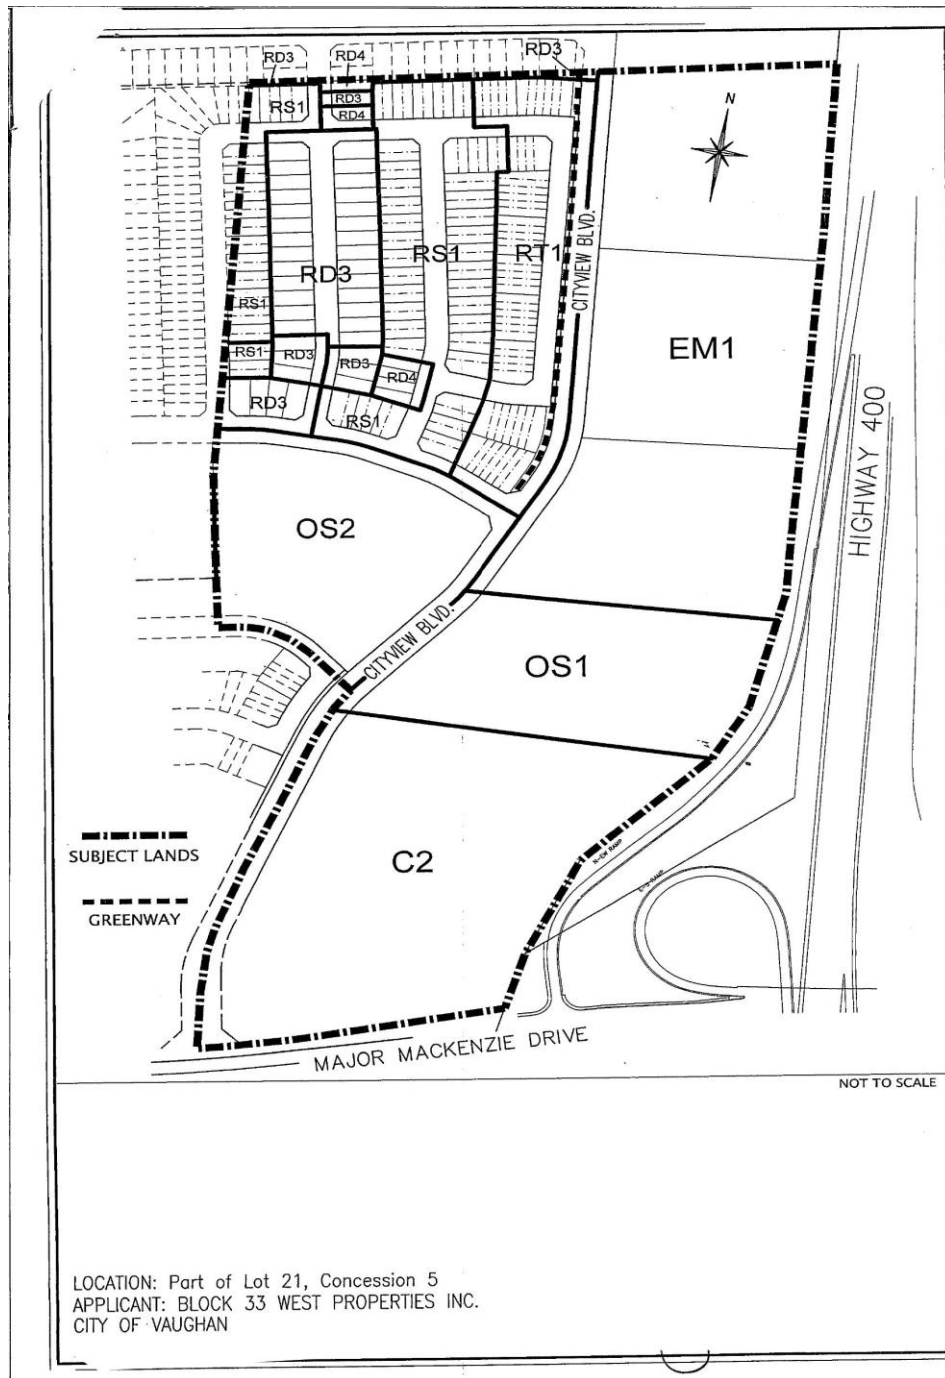 RD3
RD4
RD3
RS1
RD3
RD4
N
RS1
RT1
CITYVIEW BLVD.
RD3
RS1
EM1
RS1
RD3
RD3
RD4
RD3
RS1
HIGHWAY 400
OS2
CITYVIEW BLVD.
OS1
SUBJECT LANDS
C2
N-EW RAMP
GREENWAY
MAJOR MACKENZIE DRIVE
NOT TO SCALE
LOCATION: Part of Lot 21, Concession 5
APPLICANT: BLOCK 33 WEST PROPERTIES INC.
CITY OF VAUGHAN